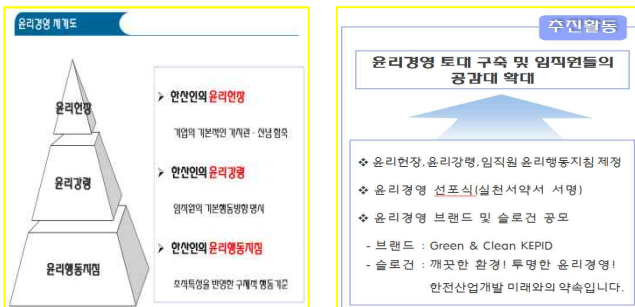 윤리경영 체계도
윤리헌장
윤리강령
윤리행동지침
➤ 한산인의 윤리헌장
기업의 기본적인 가치관 · 신념 함축
➤ 한산인의 윤리강령
임직원의 기본행동방향 명시
➤ 한산인의 윤리행동지침
조직특성을 반영한 구체적 행동기준
추진활동
윤리경영 토대 구축 및 임직원들의
공감대 확대
❖ 윤리헌장,윤리강령,임직원 윤리행동지침 제정
❖ 윤리경영 선포식(실천서약서 서명)
❖ 윤리경영 브랜드 및 슬로건 공모
- 브랜드 : Green & Clean KEPID
- 슬로건 : 깨끗한 환경! 투명한 윤리경영!
한전산업개발 미래와의 약속입니다.